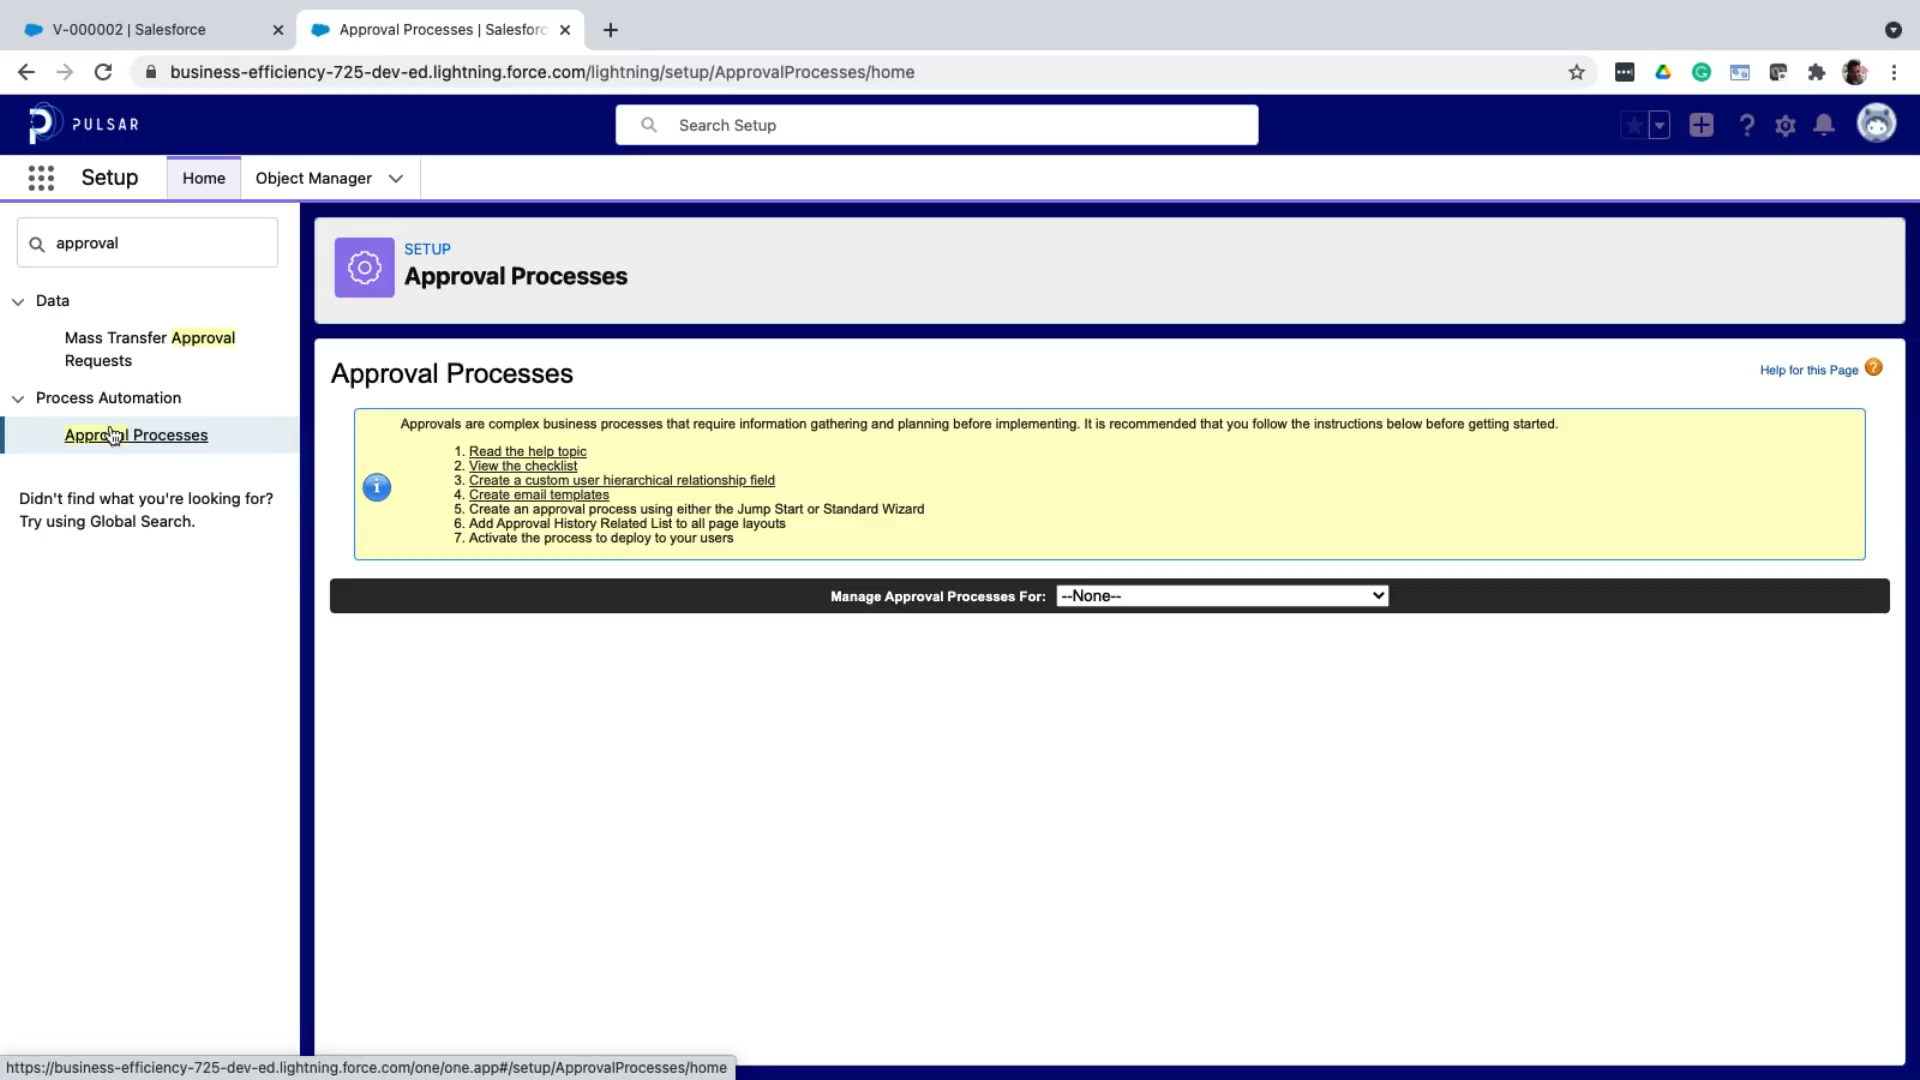 V-000002 | Salesforce
Approval Processes | Salesforc
business-efficiency-725-dev-ed.lightning.force.com/lightning/setup/ApprovalProcesses/home
PULSAR
Search Setup
Setup
Home
Object Manager
approval
Data
Mass Transfer Approval
Requests
Process Automation
Approval Processes
Didn't find what you're looking for?
Try using Global Search.
SETUP
Approval Processes
Approval Processes
Help for this Page
Approvals are complex business processes that require information gathering and planning before implementing. It is recommended that you follow the instructions below before getting started.
1. Read the help topic
2. View the checklist
3. Create a custom user hierarchical relationship field
4. Create email templates
5. Create an approval process using either the Jump Start or Standard Wizard
6. Add Approval History Related List to all page layouts
7. Activate the process to deploy to your users
Manage Approval Processes For: --None--
https://business-efficiency-725-dev-ed.lightning.force.com/one/one.app#/setup/ApprovalProcesses/home